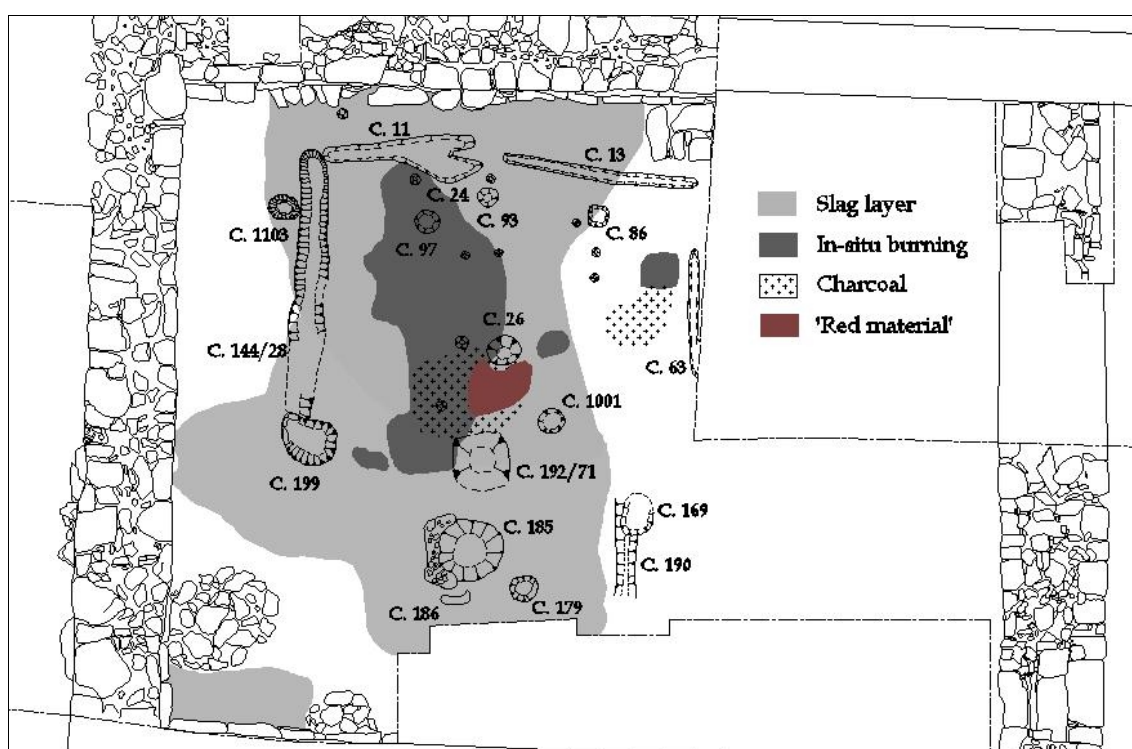 C. 11
C. 13
C. 24
C. 93
C. 1103
C. 97
C. 86
Slag layer
In-situ burning
Charcoal
'Red material'
C. 26
C. 144/28
C. 63
C. 1001
C. 199
C. 192/71
C. 169
C. 185
C. 190
C. 186
C. 179